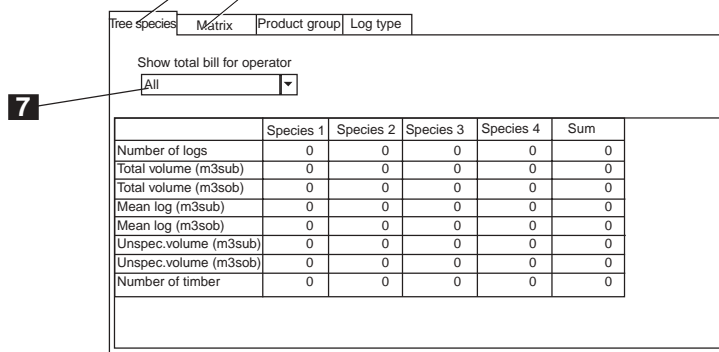 Tree species Matrix Product group Log type
Show total bill for operator
All
7
Species 1 Species 2 Species 3 Species 4 Sum
Number of logs 0 0 0 0 0
Total volume (m3sub) 0 0 0 0 0
Total volume (m3sob) 0 0 0 0 0
Mean log (m3sub) 0 0 0 0 0
Mean log (m3sob) 0 0 0 0 0
Unspec.volume (m3sub) 0 0 0 0 0
Unspec.volume (m3sob) 0 0 0 0 0
Number of timber 0 0 0 0 0